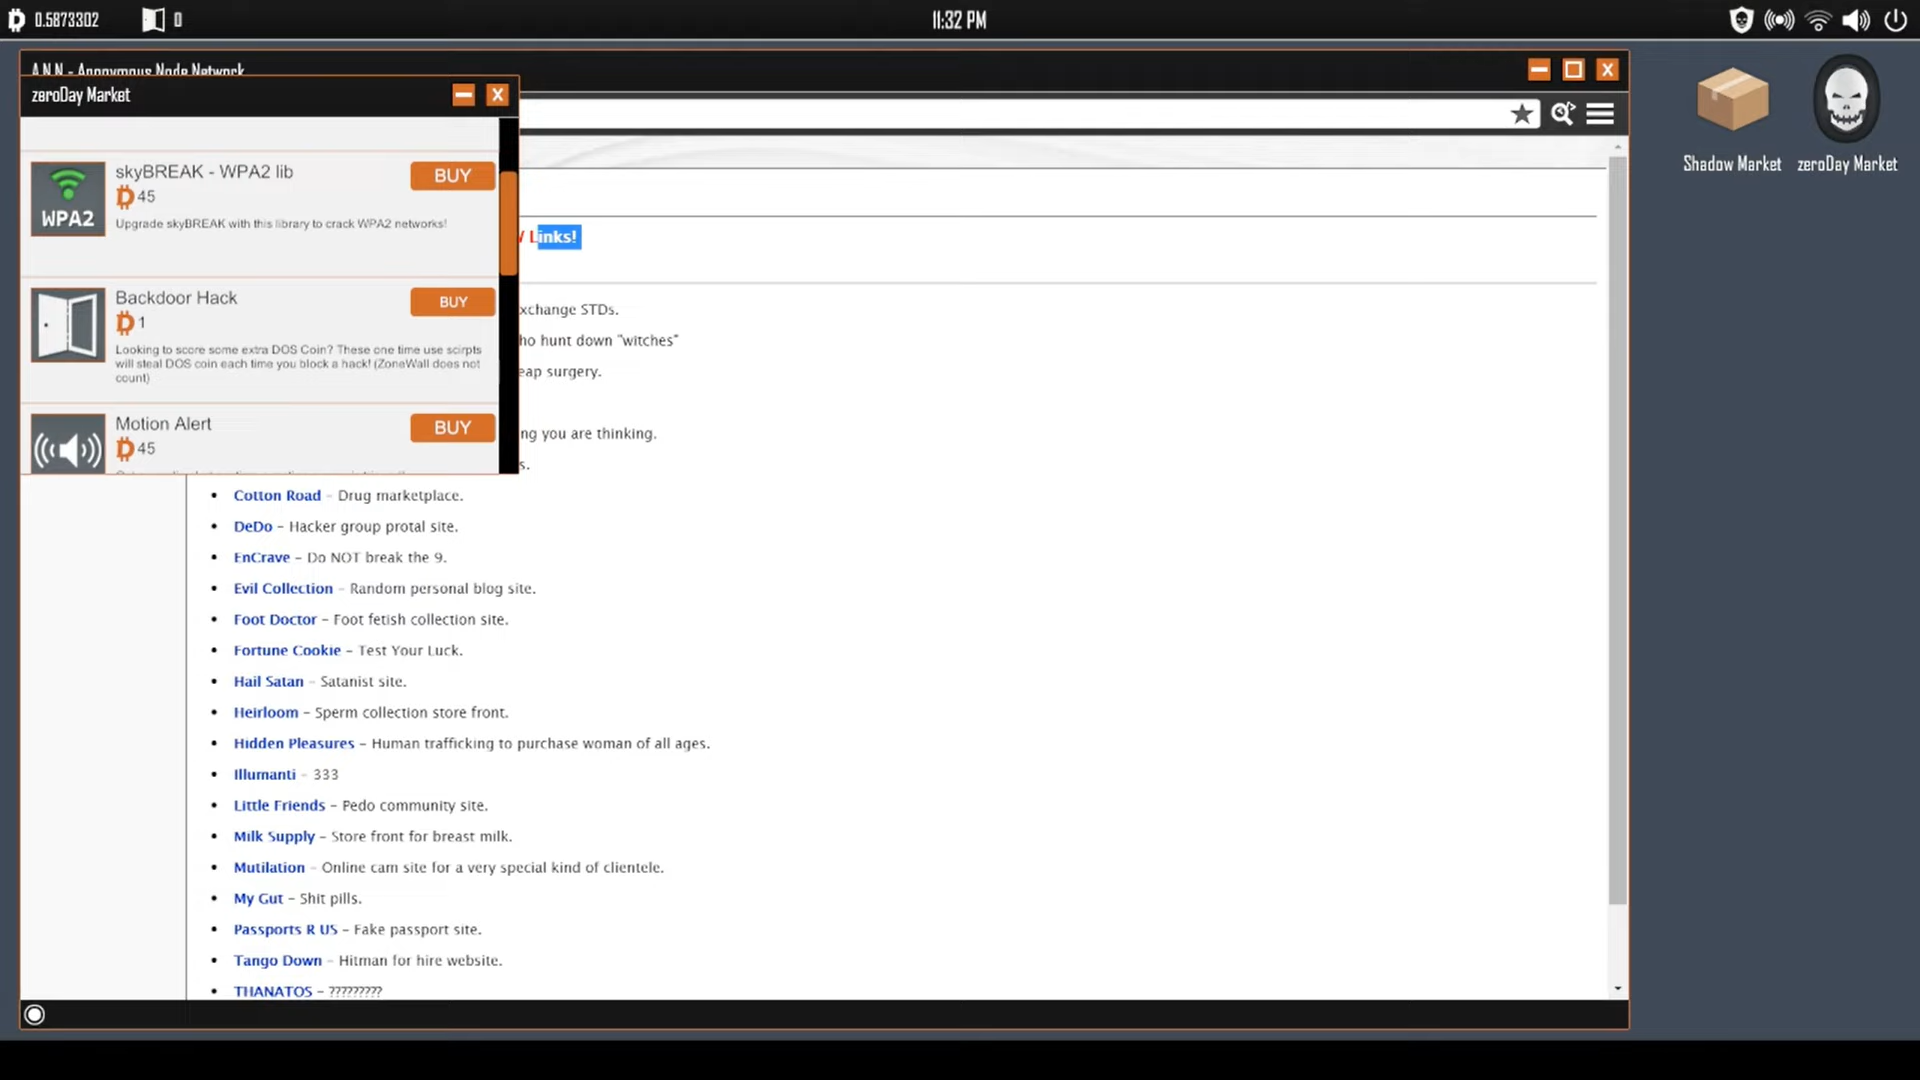 0.5873302 0 11:32 PM
A.N.N - Anonymous Node Network
zeroDay Market
skyBREAK - WPA2 lib BUY
45
WPA2
Upgrade skyBREAK with this library to crack WPA2 networks!
Backdoor Hack BUY
1
Looking to score some extra DOS Coin? These one time use scirpts
will steal DOS coin each time you block a hack! (ZoneWall does not
count)
Motion Alert BUY
45
Links!
xchange STDs.
ho hunt down "witches"
eap surgery.
ng you are thinking.
s.
• Cotton Road – Drug marketplace.
• DeDo – Hacker group protal site.
• EnCrave – Do NOT break the 9.
• Evil Collection – Random personal blog site.
• Foot Doctor – Foot fetish collection site.
• Fortune Cookie – Test Your Luck.
• Hail Satan – Satanist site.
• Heirloom – Sperm collection store front.
• Hidden Pleasures – Human trafficking to purchase woman of all ages.
• Illumanti – 333
• Little Friends – Pedo community site.
• Milk Supply – Store front for breast milk.
• Mutilation – Online cam site for a very special kind of clientele.
• My Gut – Shit pills.
• Passports R US – Fake passport site.
• Tango Down – Hitman for hire website.
• THANATOS – ?????????
Shadow Market
zeroDay Market